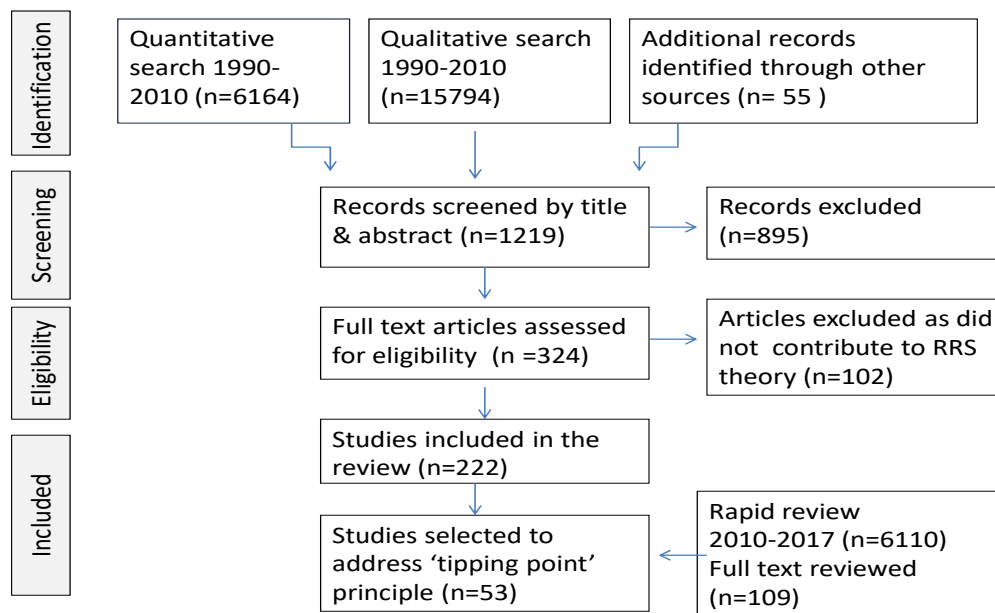 Identification
Quantitative
search 1990-
2010 (n=6164)
Qualitative search
1990-2010
(n=15794)
Additional records
identified through other
sources (n= 55 )
Screening
Records screened by title
& abstract (n=1219)
Records excluded
(n=895)
Eligibility
Full text articles assessed
for eligibility (n =324)
Articles excluded as did
not contribute to RRS
theory (n=102)
Included
Studies included in the
review (n=222)
Studies selected to
address ‘tipping point’
principle (n=53)
Rapid review
2010-2017 (n=6110)
Full text reviewed
(n=109)